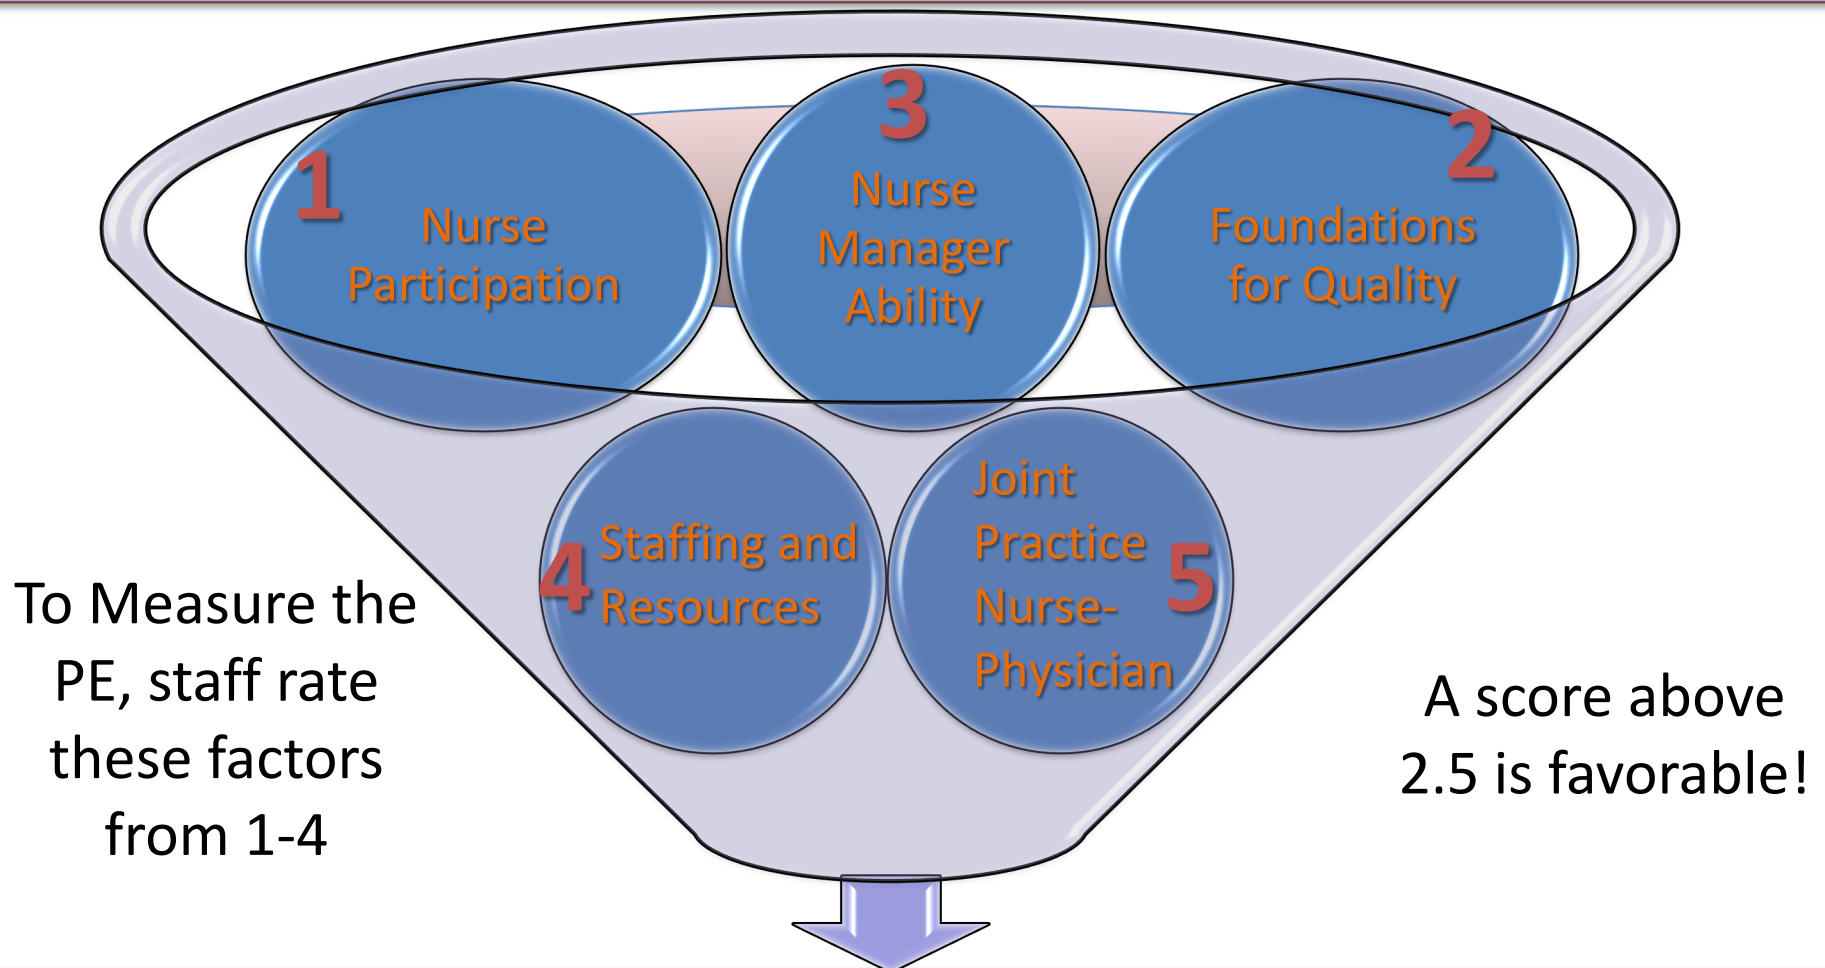 1
Nurse
Participation
3
Nurse
Manager
Ability
2
Foundations
for Quality
4
Staffing and
Resources
Joint
Practice
Nurse-
Physician
5
To Measure the
PE, staff rate
these factors
from 1-4
A score above
2.5 is favorable!